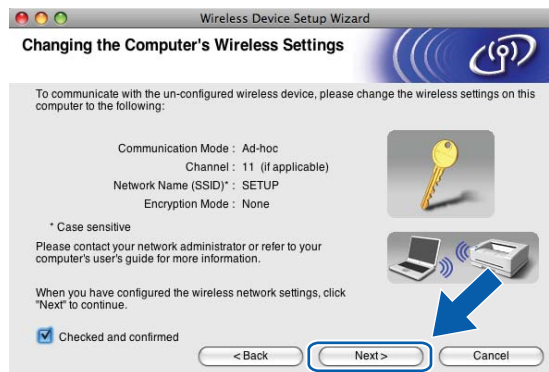 Wireless Device Setup Wizard
Changing the Computer's Wireless Settings
To communicate with the un-configured wireless device, please change the wireless settings on this
computer to the following:
Communication Mode : Ad-hoc
Channel : 11 (if applicable)
Network Name (SSID)* : SETUP
Encryption Mode : None
* Case sensitive
Please contact your network administrator or refer to your
computer's user's guide for more information.
When you have configured the wireless network settings, click
"Next" to continue.
Checked and confirmed
< Back
Next >
Cancel